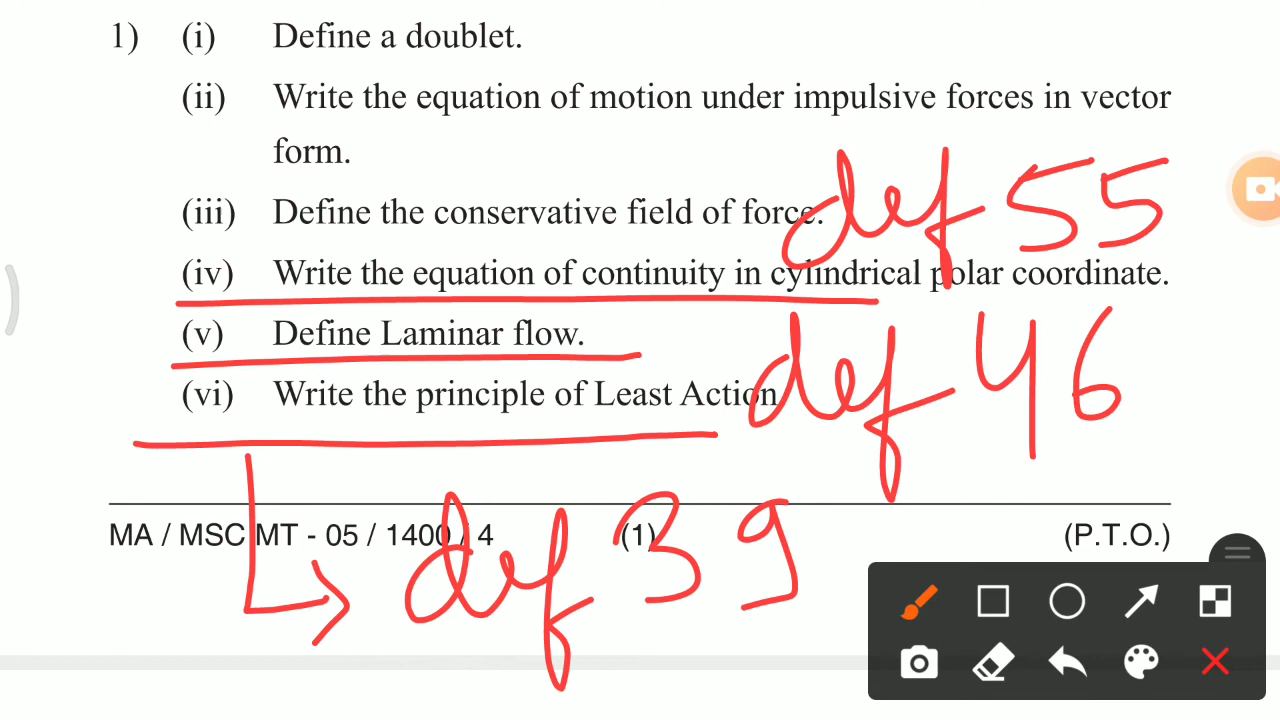 1) (i) Define a doublet.
(ii) Write the equation of motion under impulsive forces in vector
form.
(iii) Define the conservative field of force.
def 55
(iv) Write the equation of continuity in cylindrical polar coordinate.
(v) Define Laminar flow.
def 46
(vi) Write the principle of Least Action.
def 39
MA / MSC MT - 05 / 1400 / 4 (1) (P.T.O.)